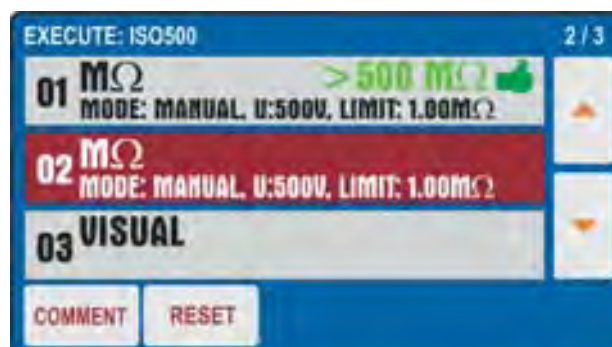 EXECUTE: ISO500 2/3
01 MΩ >500 MΩ
MODE: MANUAL, U:500V, LIMIT: 1.00MΩ
02 MΩ
MODE: MANUAL, U:500V, LIMIT: 1.00MΩ
03 VISUAL
COMMENT RESET